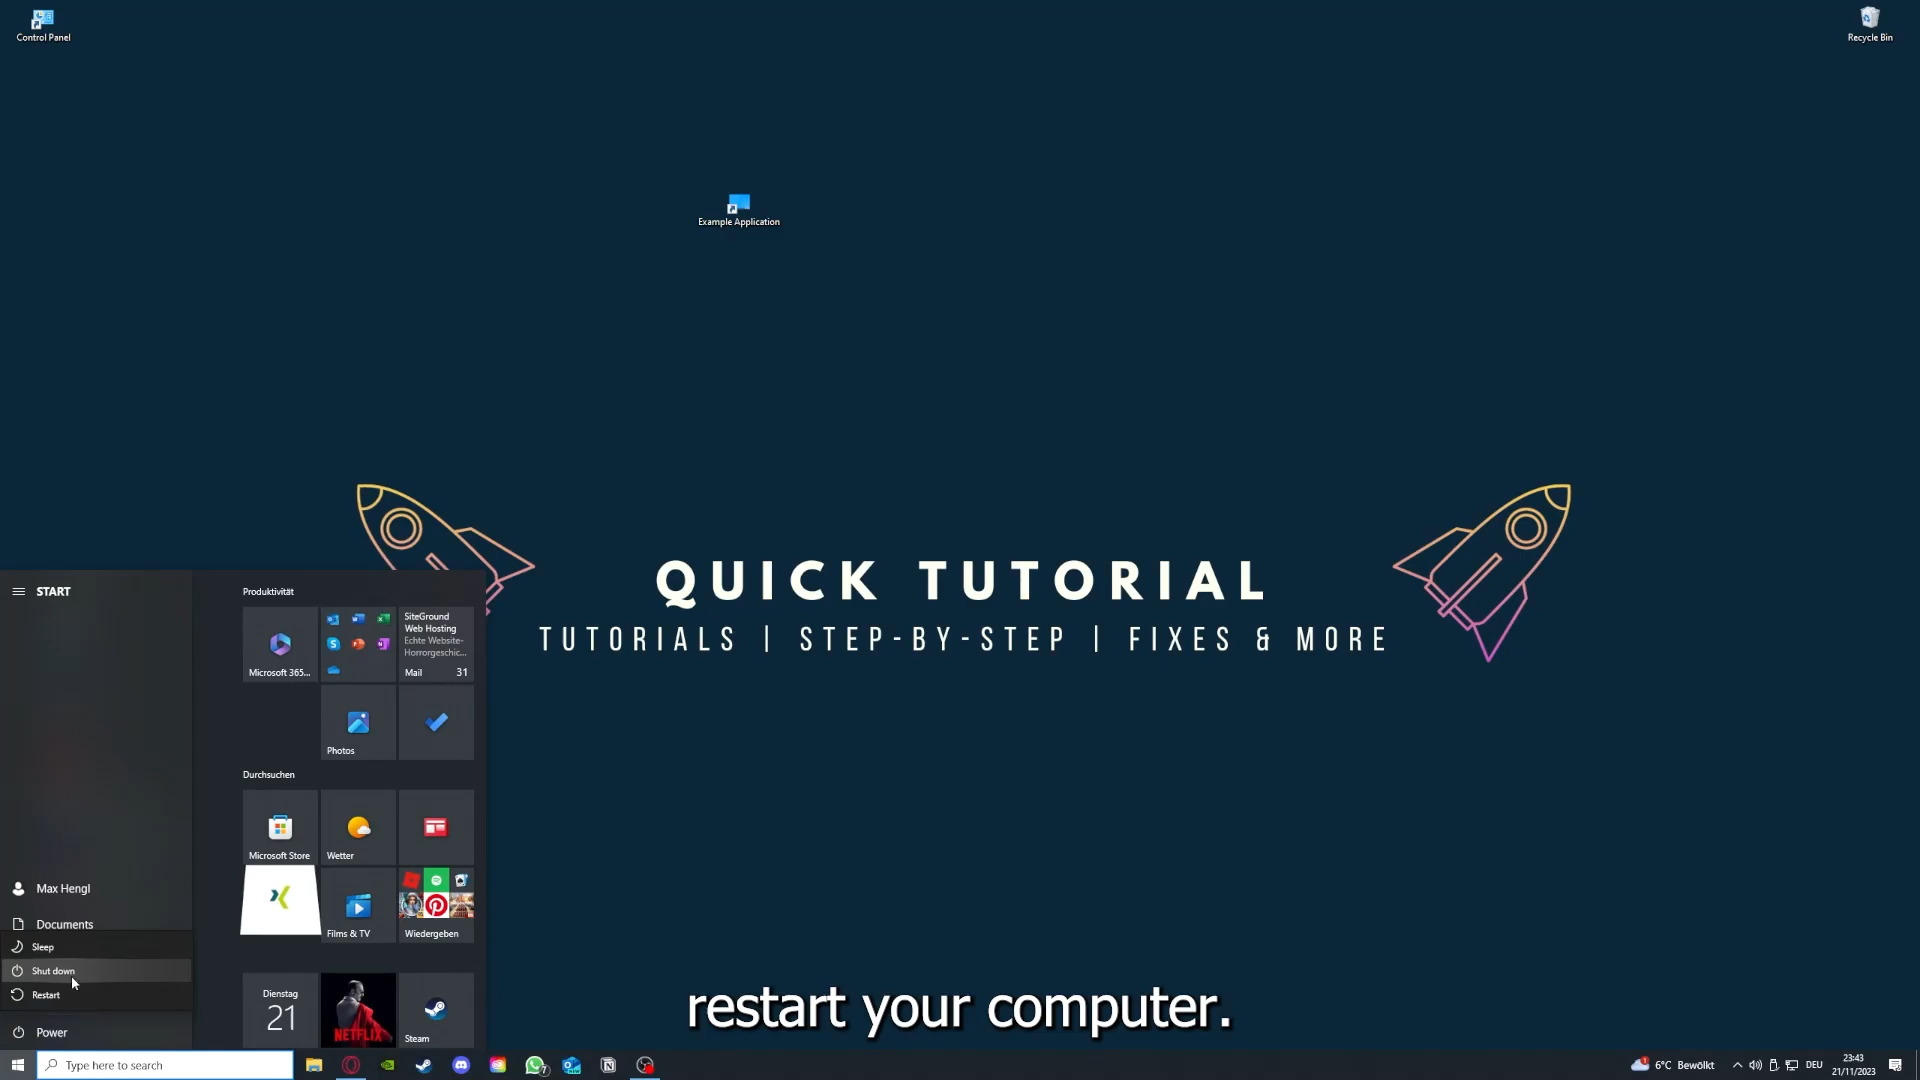 Control Panel
Recycle Bin
Example Application
QUICK TUTORIAL
TUTORIALS | STEP-BY-STEP | FIXES & MORE
START
Produktivität
Microsoft 365...
SiteGround
Web Hosting
Echte Website-
Horrorgeschic...
Mail 31
Photos
Durchsuchen
Microsoft Store
Wetter
Films & TV
Wiedergeben
Dienstag
21
NETFLIX
Steam
Max Hengl
Documents
Sleep
Shut down
Restart
Power
restart your computer.
Type here to search
7
1
6°C Bewölkt
DEU
23:43
21/11/2023